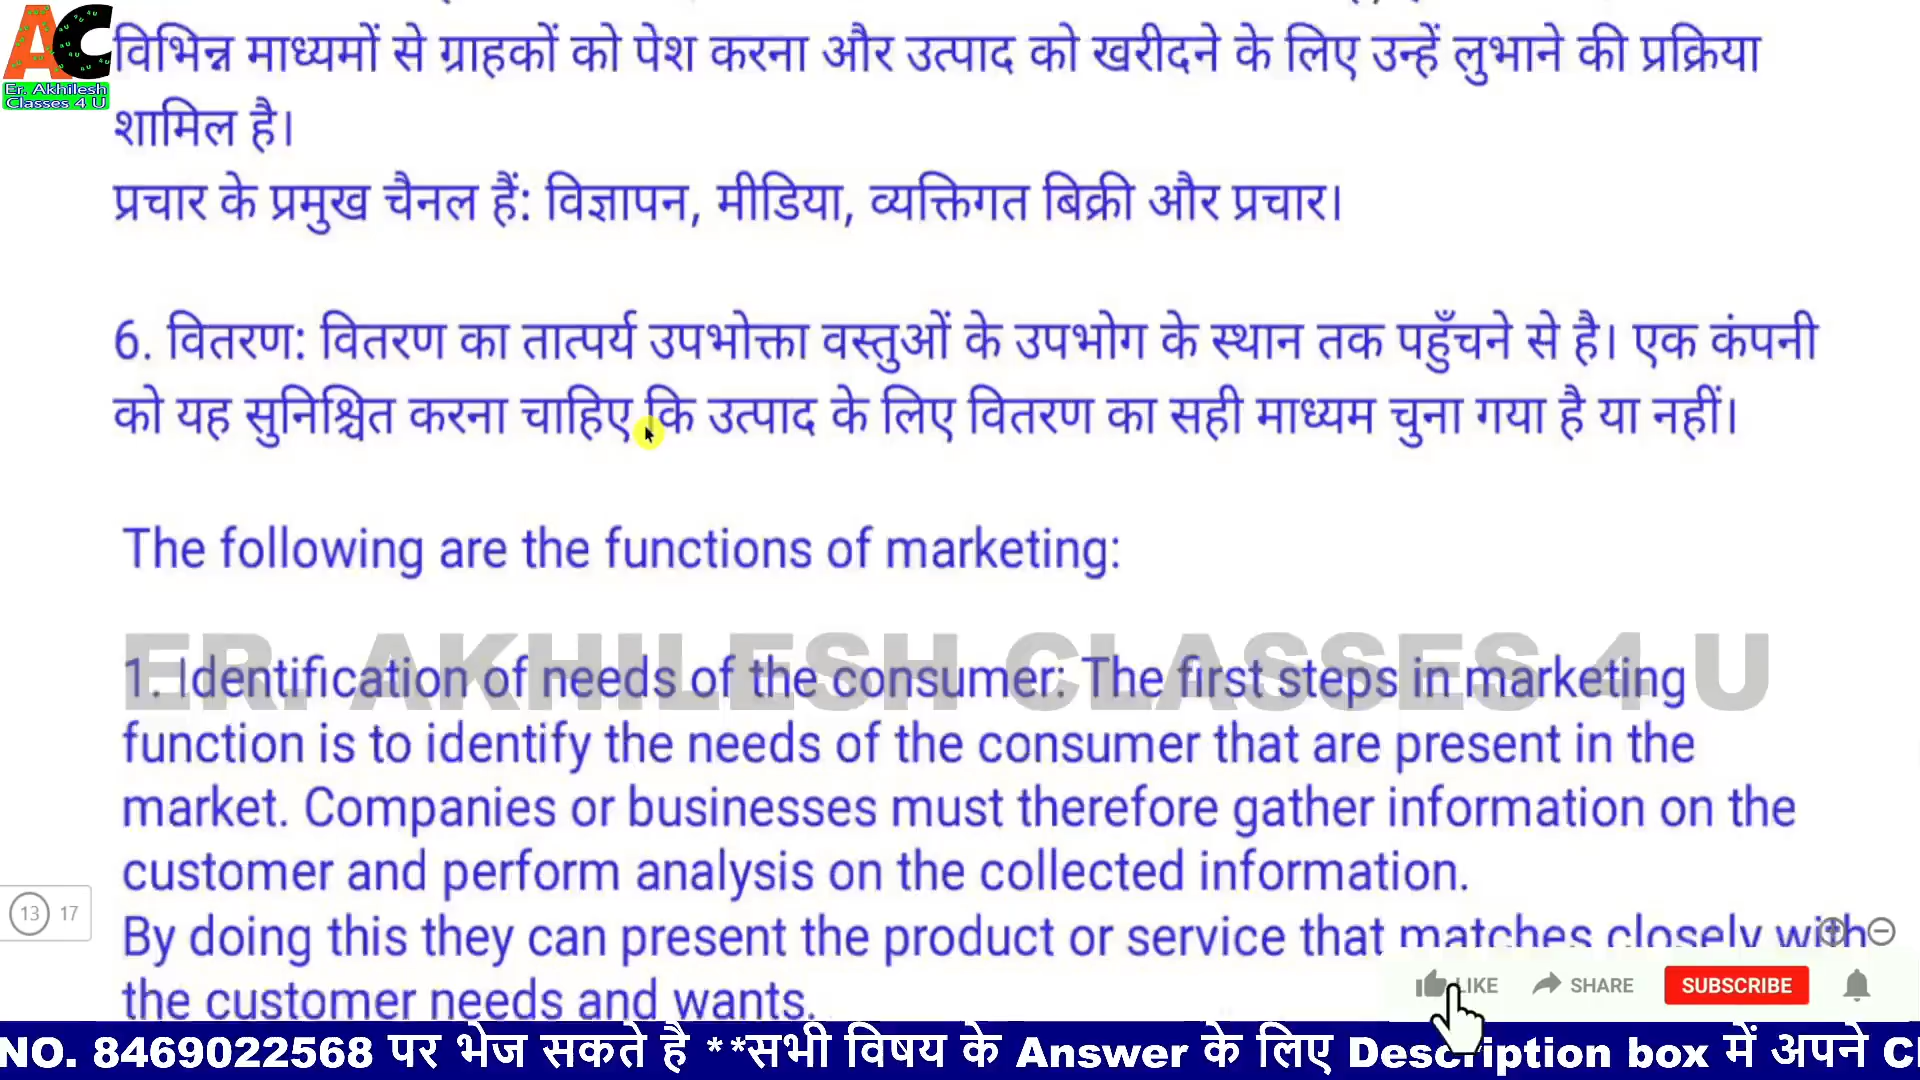 AC
Er. Akhilesh
Classes 4 U
विभिन्न माध्यमों से ग्राहकों को पेश करना और उत्पाद को खरीदने के लिए उन्हें लुभाने की प्रक्रिया
शामिल है।
प्रचार के प्रमुख चैनल हैं: विज्ञापन, मीडिया, व्यक्तिगत बिक्री और प्रचार।
6. वितरण: वितरण का तात्पर्य उपभोक्ता वस्तुओं के उपभोग के स्थान तक पहुँचने से है। एक कंपनी
को यह सुनिश्चित करना चाहिए कि उत्पाद के लिए वितरण का सही माध्यम चुना गया है या नहीं।
The following are the functions of marketing:
ER. AKHILESH CLASSES 4 U
1. Identification of needs of the consumer: The first steps in marketing
function is to identify the needs of the consumer that are present in the
market. Companies or businesses must therefore gather information on the
customer and perform analysis on the collected information.
13 17
By doing this they can present the product or service that matches closely with
the customer needs and wants.
LIKE SHARE SUBSCRIBE
NO. 8469022568 पर भेज सकते है **सभी विषय के Answer के लिए Description box में अपने